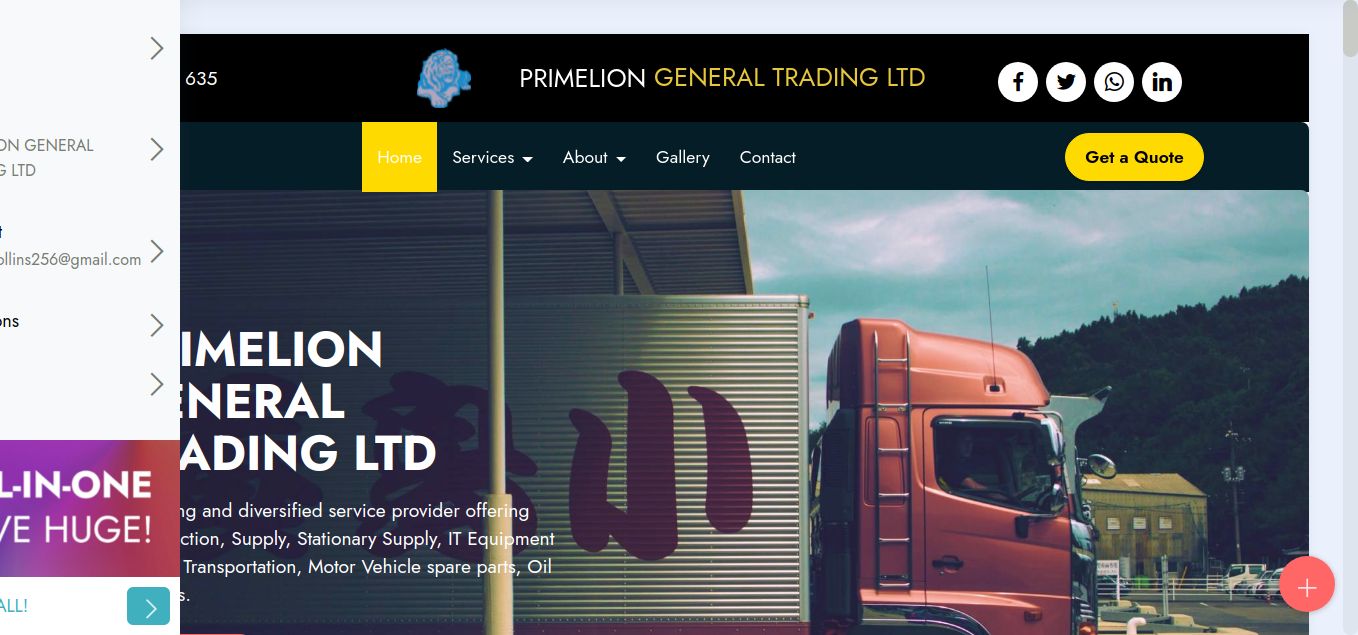 635
PRIMELION GENERAL TRADING LTD
Home Services About Gallery Contact
Get a Quote
ON GENERAL
G LTD
t
ollins256@gmail.com
ons
IMELION
ENERAL
ADING LTD
ng and diversified service provider offering
ction, Supply, Stationary Supply, IT Equipment
Transportation, Motor Vehicle spare parts, Oil
s.
L-IN-ONE
VE HUGE!
ALL!